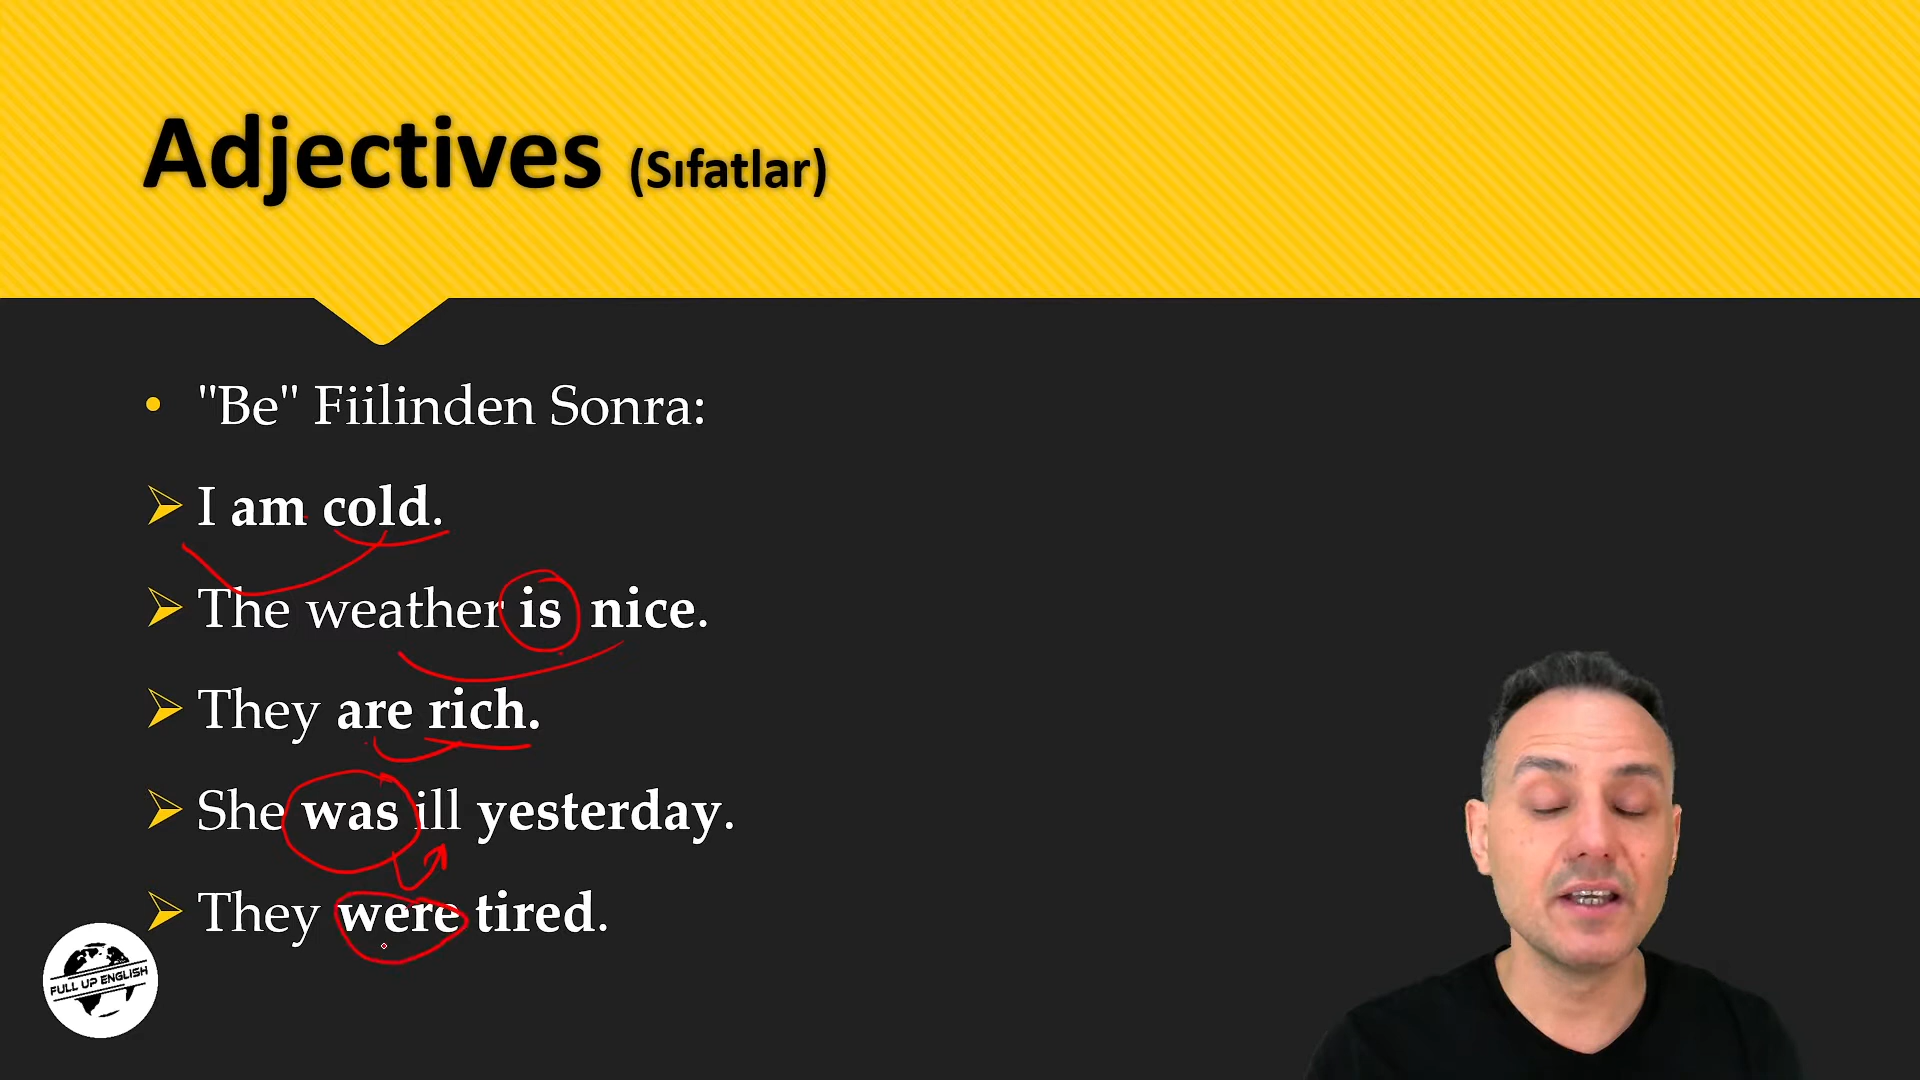 Adjectives (Sıfatlar)
• "Be" Fiilinden Sonra:
I am cold.
The weather is nice.
They are rich.
She was ill yesterday.
They were tired.
FULL UP ENGLISH